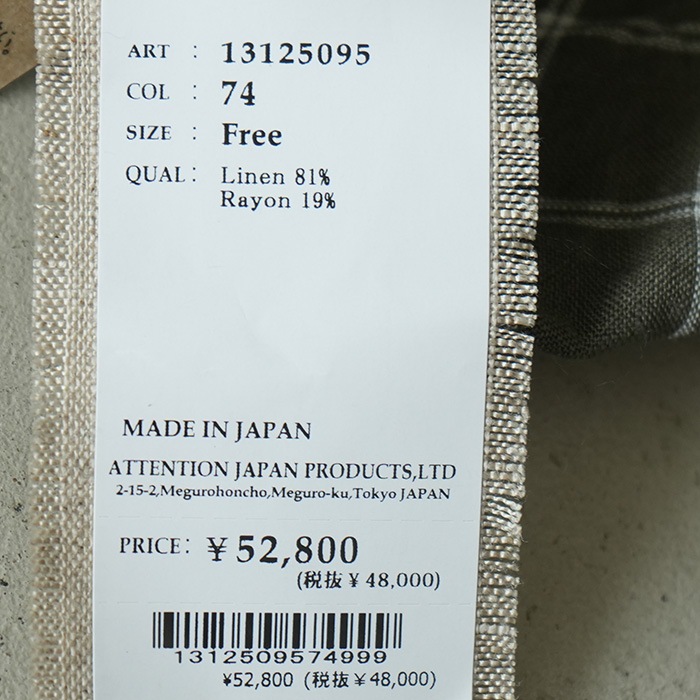 ART : 13125095
COL : 74
SIZE : Free
QUAL: Linen 81%
Rayon 19%
MADE IN JAPAN
ATTENTION JAPAN PRODUCTS,LTD
2-15-2,Megurohoncho,Meguro-ku,Tokyo JAPAN
PRICE: ¥52,800
(税抜¥48,000)
1312509574999
¥52,800 (税抜¥48,000)